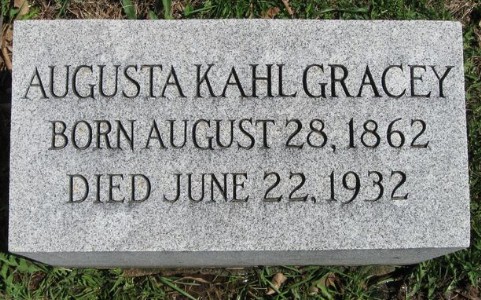 AUGUSTA KAHL GRACEY
BORN AUGUST 28, 1862
DIED JUNE 22, 1932